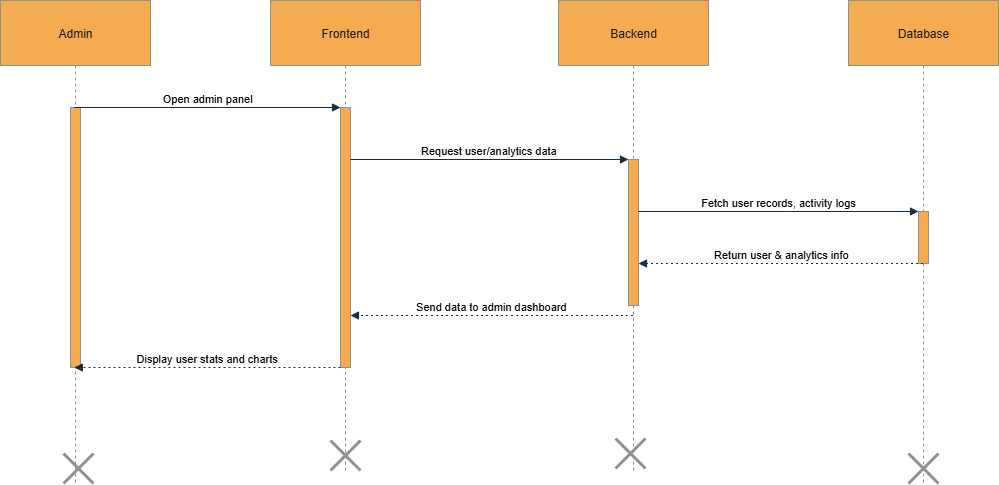 Admin
Frontend
Backend
Database
Open admin panel
Request user/analytics data
Fetch user records, activity logs
Return user & analytics info
Send data to admin dashboard
Display user stats and charts